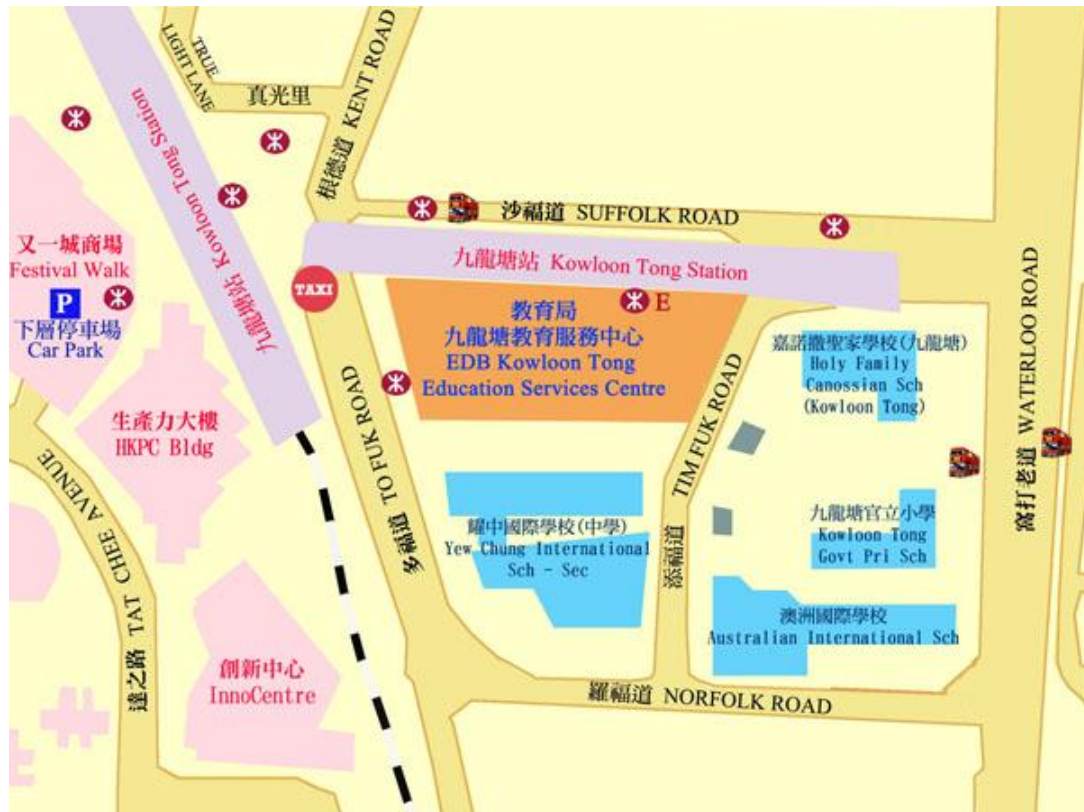 TRUE
LIGHT LANE
真光里
根德道 KENT ROAD
九龍塘站 Kowloon Tong Station
沙福道 SUFFOLK ROAD
又一城商場
Festival Walk
P
下層停車場
Car Park
TAXI
九龍塘站 Kowloon Tong Station
E
教育局
九龍塘教育服務中心
EDB Kowloon Tong
Education Services Centre
嘉諾撒聖家學校(九龍塘)
Holy Family
Canossian Sch
(Kowloon Tong)
生產力大樓
HKPC Bldg
多福道 TO FUK ROAD
添福道 TIM FUK ROAD
窩打老道 WATERLOO ROAD
耀中國際學校(中學)
Yew Chung International
Sch - Sec
九龍塘官立小學
Kowloon Tong
Govt Pri Sch
澳洲國際學校
Australian International Sch
達之路 TAT CHEE AVENUE
創新中心
InnoCentre
羅福道 NORFOLK ROAD